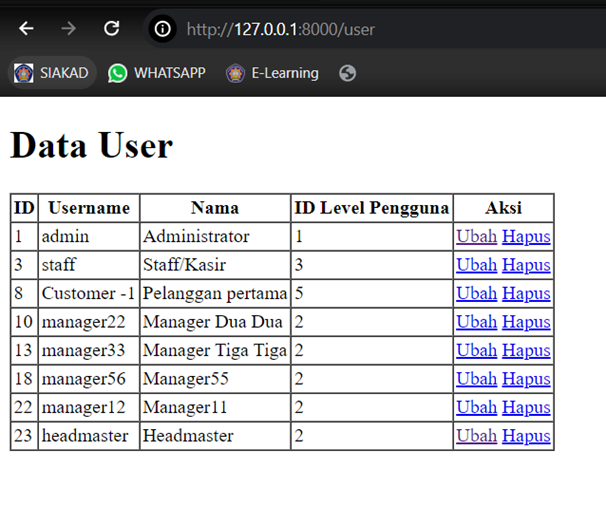 http://127.0.0.1:8000/user
SIAKAD WHATSAPP E-Learning
Data User
ID Username Nama ID Level Pengguna Aksi
1 admin Administrator 1 Ubah Hapus
3 staff Staff/Kasir 3 Ubah Hapus
8 Customer -1 Pelanggan pertama 5 Ubah Hapus
10 manager22 Manager Dua Dua 2 Ubah Hapus
13 manager33 Manager Tiga Tiga 2 Ubah Hapus
18 manager56 Manager55 2 Ubah Hapus
22 manager12 Manager11 2 Ubah Hapus
23 headmaster Headmaster 2 Ubah Hapus